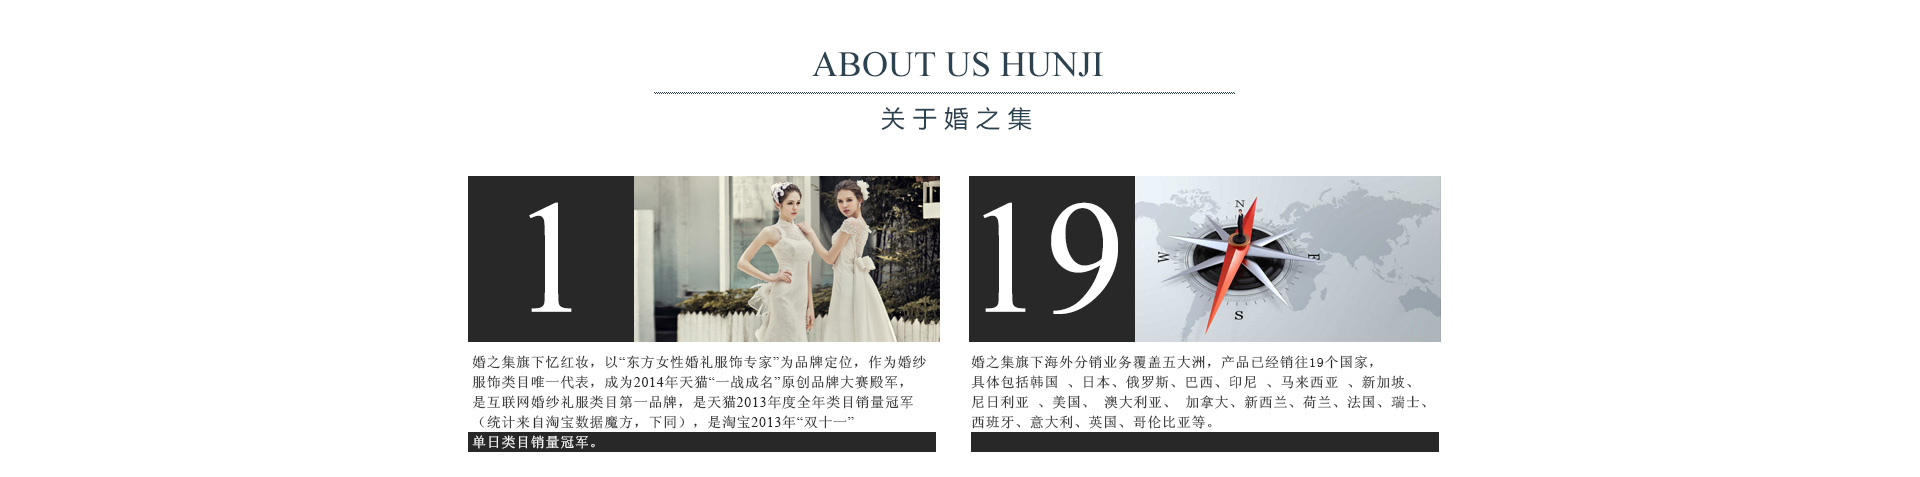 ABOUT US HUNJI
关于婚之集
1
婚之集旗下忆红妆，以“东方女性婚礼服饰专家”为品牌定位，作为婚纱
服饰类目唯一代表，成为2014年天猫“一战成名”原创品牌大赛殿军，
是互联网婚纱礼服类目第一品牌，是天猫2013年度全年类目销量冠军
（统计来自淘宝数据魔方，下同），是淘宝2013年“双十一”
单日类目销量冠军。
19
N
W
E
S
婚之集旗下海外分销业务覆盖五大洲，产品已经销往19个国家，
具体包括韩国 、日本、俄罗斯、巴西、印尼 、马来西亚 、新加坡、
尼日利亚 、美国、 澳大利亚、 加拿大、新西兰、荷兰、法国、瑞士、
西班牙、意大利、英国、哥伦比亚等。